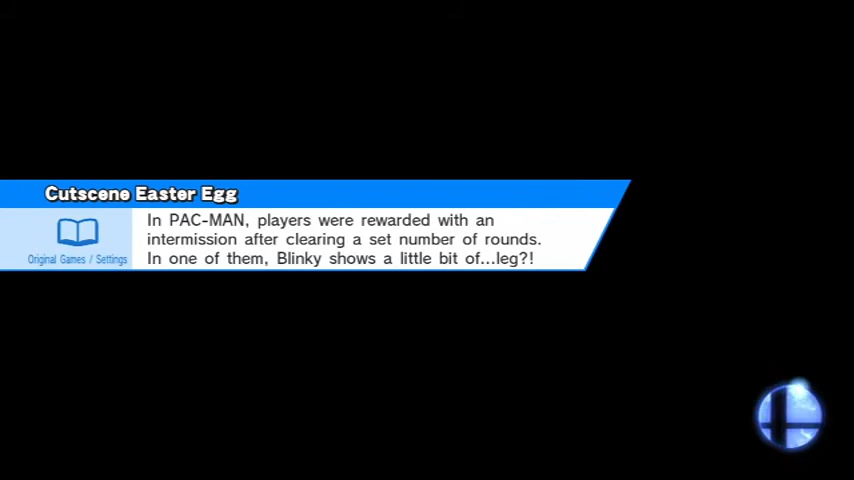 Cutscene Easter Egg
In PAC-MAN, players were rewarded with an
intermission after clearing a set number of rounds.
In one of them, Blinky shows a little bit of...leg?!
Original Games / Settings